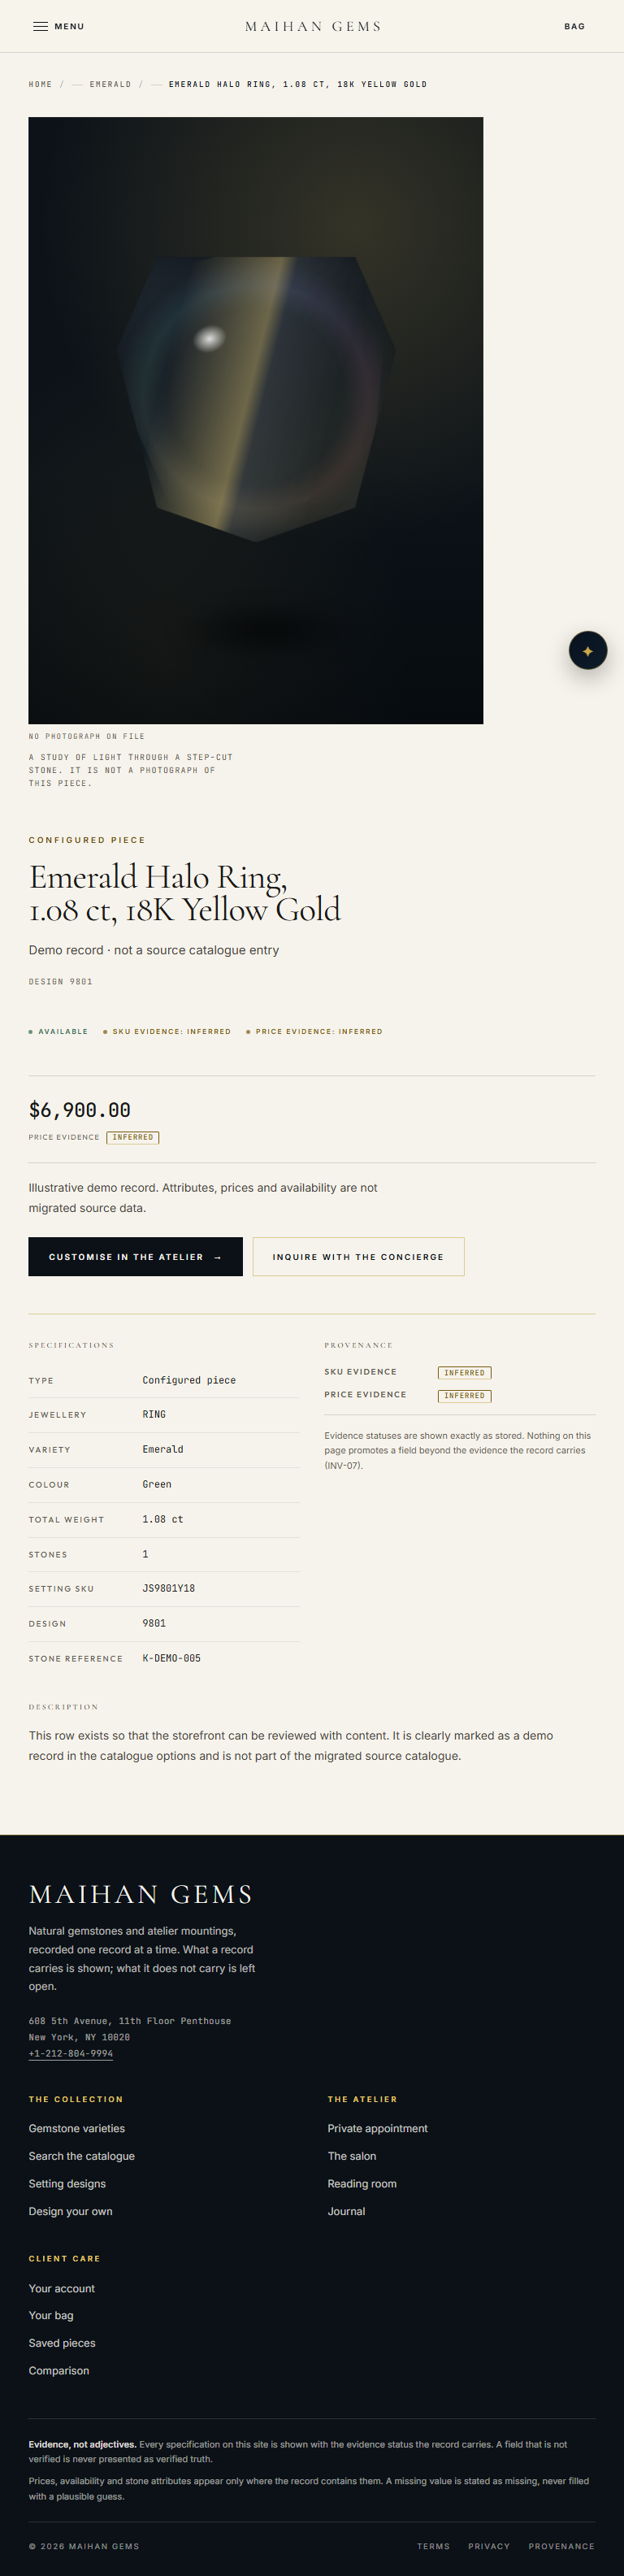 MENU
MAIHAN GEMS
BAG
HOME / — EMERALD / — EMERALD HALO RING, 1.08 CT, 18K YELLOW GOLD
NO PHOTOGRAPH ON FILE
A STUDY OF LIGHT THROUGH A STEP-CUT
STONE. IT IS NOT A PHOTOGRAPH OF
THIS PIECE.
CONFIGURED PIECE
Emerald Halo Ring,
1.08 ct, 18K Yellow Gold
Demo record · not a source catalogue entry
DESIGN 9801
AVAILABLE
SKU EVIDENCE: INFERRED
PRICE EVIDENCE: INFERRED
$6,900.00
PRICE EVIDENCE INFERRED
Illustrative demo record. Attributes, prices and availability are not
migrated source data.
CUSTOMISE IN THE ATELIER →
INQUIRE WITH THE CONCIERGE
SPECIFICATIONS
TYPE Configured piece
JEWELLERY RING
VARIETY Emerald
COLOUR Green
TOTAL WEIGHT 1.08 ct
STONES 1
SETTING SKU JS9801Y18
DESIGN 9801
STONE REFERENCE K-DEMO-005
PROVENANCE
SKU EVIDENCE INFERRED
PRICE EVIDENCE INFERRED
Evidence statuses are shown exactly as stored. Nothing on this
page promotes a field beyond the evidence the record carries
(INV-07).
DESCRIPTION
This row exists so that the storefront can be reviewed with content. It is clearly marked as a demo
record in the catalogue options and is not part of the migrated source catalogue.
MAIHAN GEMS
Natural gemstones and atelier mountings,
recorded one record at a time. What a record
carries is shown; what it does not carry is left
open.
608 5th Avenue, 11th Floor Penthouse
New York, NY 10020
+1-212-804-9994
THE COLLECTION
Gemstone varieties
Search the catalogue
Setting designs
Design your own
THE ATELIER
Private appointment
The salon
Reading room
Journal
CLIENT CARE
Your account
Your bag
Saved pieces
Comparison
Evidence, not adjectives. Every specification on this site is shown with the evidence status the record carries. A field that is not
verified is never presented as verified truth.
Prices, availability and stone attributes appear only where the record contains them. A missing value is stated as missing, never filled
with a plausible guess.
© 2026 MAIHAN GEMS
TERMS
PRIVACY
PROVENANCE